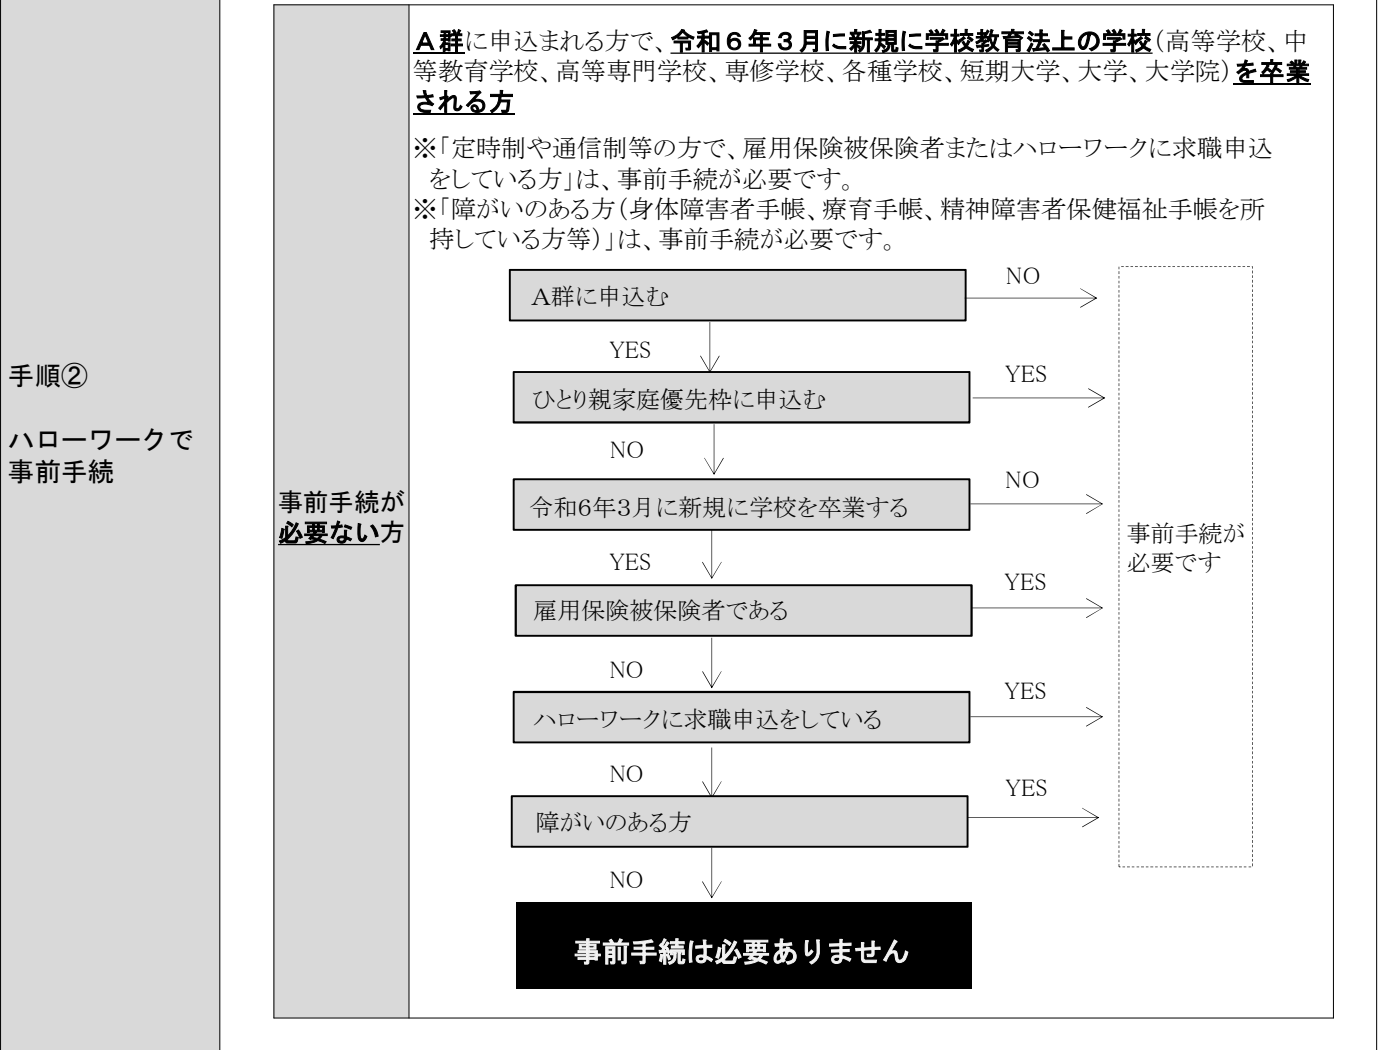 手順②
ハローワークで
事前手続
事前手続が
必要ない方
Ａ群に申込まれる方で、令和６年３月に新規に学校教育法上の学校（高等学校、中
等教育学校、高等専門学校、専修学校、各種学校、短期大学、大学、大学院）を卒業
される方
※「定時制や通信制等の方で、雇用保険被保険者またはハローワークに求職申込
をしている方」は、事前手続が必要です。
※「障がいのある方（身体障害者手帳、療育手帳、精神障害者保健福祉手帳を所
持している方等）」は、事前手続が必要です。
Ａ群に申込む
NO
YES
ひとり親家庭優先枠に申込む
YES
NO
令和６年３月に新規に学校を卒業する
NO
YES
雇用保険被保険者である
YES
NO
ハローワークに求職申込をしている
YES
NO
障がいのある方
YES
NO
事前手続が
必要です
事前手続は必要ありません